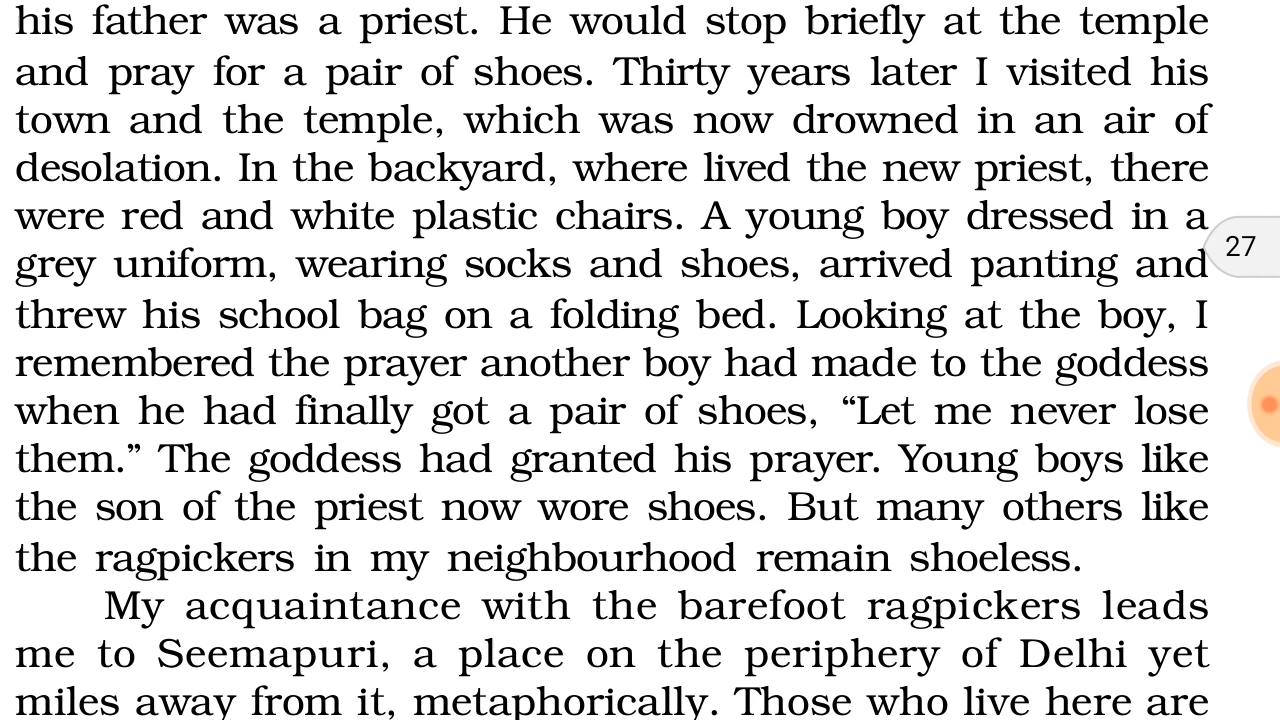 his father was a priest. He would stop briefly at the temple
and pray for a pair of shoes. Thirty years later I visited his
town and the temple, which was now drowned in an air of
desolation. In the backyard, where lived the new priest, there
were red and white plastic chairs. A young boy dressed in a
grey uniform, wearing socks and shoes, arrived panting and
threw his school bag on a folding bed. Looking at the boy, I
remembered the prayer another boy had made to the goddess
when he had finally got a pair of shoes, “Let me never lose
them.” The goddess had granted his prayer. Young boys like
the son of the priest now wore shoes. But many others like
the ragpickers in my neighbourhood remain shoeless.
My acquaintance with the barefoot ragpickers leads
me to Seemapuri, a place on the periphery of Delhi yet
miles away from it, metaphorically. Those who live here are
27